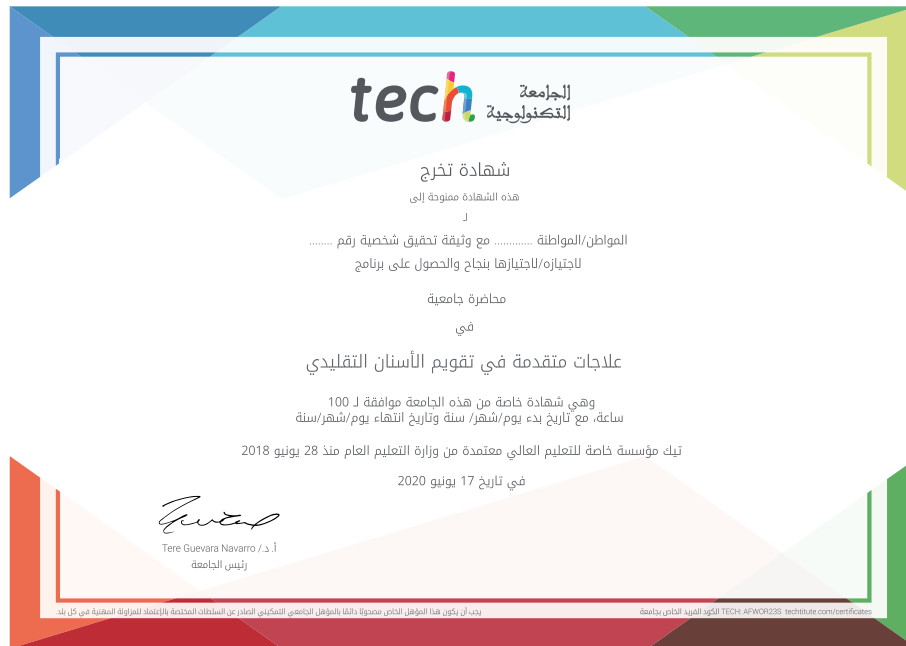 tech الجامعة
التكنولوجية
شهادة تخرج
هذه الشهادة ممنوحة إلى
لـ
المواطن/المواطنة ............. مع وثيقة تحقيق شخصية رقم ........
لاجتيازه/لاجتيازها بنجاح والحصول على برنامج
محاضرة جامعية
في
علاجات متقدمة في تقويم الأسنان التقليدي
وهي شهادة خاصة من هذه الجامعة موافقة لـ 100
ساعة، مع تاريخ بدء يوم/شهر/ سنة وتاريخ انتهاء يوم/شهر/سنة
تيك مؤسسة خاصة للتعليم العالي معتمدة من وزارة التعليم العام منذ 28 يونيو 2018
في تاريخ 17 يونيو 2020
أ. د./ Tere Guevara Navarro
رئيس الجامعة
يجب أن يكون هذا المؤهل الخاص مصحوبًا دائمًا بالمؤهل الجامعي التمكيني الصادر عن السلطات المختصة بالإعتماد للمزاولة المهنية في كل بلد.
الكود الفريد الخاص بجامعة TECH: AFWOR23S techtitute.com/certificates